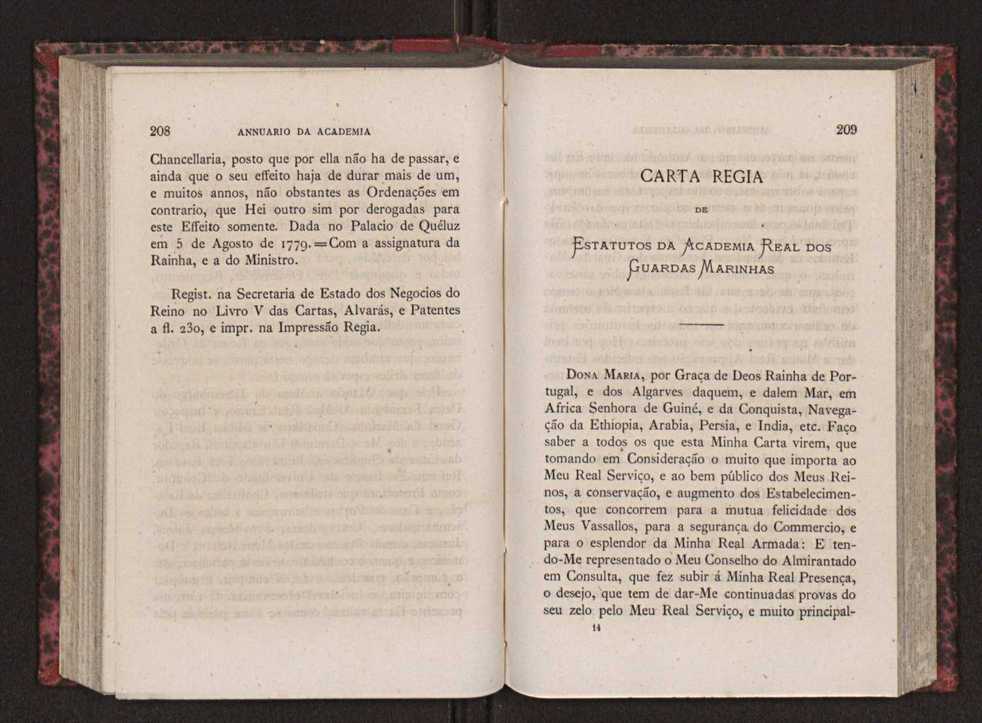 208 ANNUARIO DA ACADEMIA
Chancellaria, posto que por ella não ha de passar, e
ainda que o seu effeito haja de durar mais de um,
e muitos annos, não obstantes as Ordenações em
contrario, que Hei outro sim por derogadas para
este Effeito somente. Dada no Palacio de Quéluz
em 5 de Agosto de 1779.=Com a assignatura da
Rainha, e a do Ministro.
Regist. na Secretaria de Estado dos Negocios do
Reino no Livro V das Cartas, Alvarás, e Patentes
a fl. 230, e impr. na Impressão Regia.
209
CARTA REGIA
DE
ESTATUTOS DA ACADEMIA REAL DOS
GUARDAS MARINHAS
DONA MARIA, por Graça de Deos Rainha de Por-
tugal, e dos Algarves daquem, e dalem Mar, em
Africa Senhora de Guiné, e da Conquista, Navega-
ção da Ethiopia, Arabia, Persia, e India, etc. Faço
saber a todos os que esta Minha Carta virem, que
tomando em Consideração o muito que importa ao
Meu Real Serviço, e ao bem público dos Meus Rei-
nos, a conservação, e augmento dos Estabelecimen-
tos, que concorrem para a mutua felicidade dos
Meus Vassallos, para a segurança do Commercio, e
para o esplendor da Minha Real Armada: E ten-
do-Me representado o Meu Conselho do Almirantado
em Consulta, que fez subir á Minha Real Presença,
o desejo, que tem de dar-Me continuadas provas do
seu zelo pelo Meu Real Serviço, e muito principal-
14